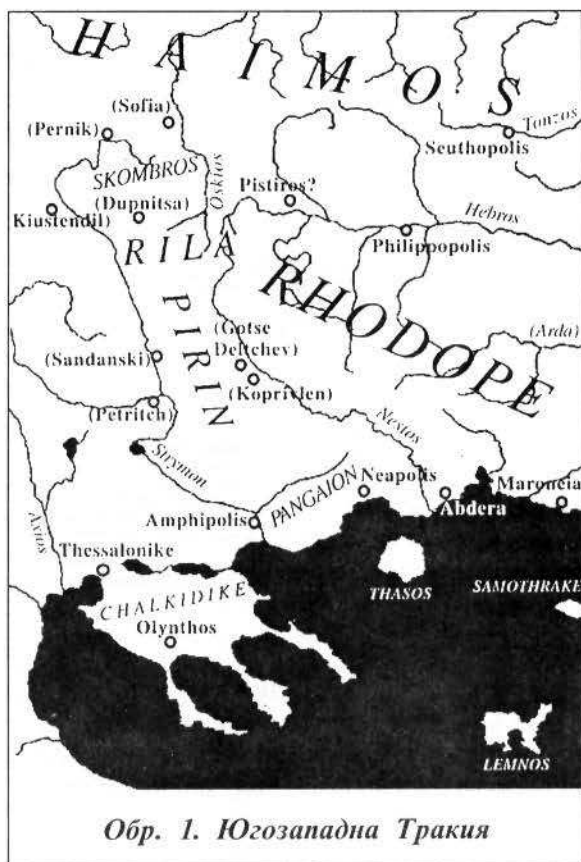 HAIMOS
(Sofia)
(Pernik)
Tonzos
Seuthopolis
SKOMBROS
Oskios
Pistiros?
(Dupnitsa)
Kiustendil)
Hebros
Philippopolis
RILA
RHODOPE
PIRIN
(Gotse
Deltchev)
(Arda)
(Sandanski)
(Koprivlen)
(Petritch)
Nestos
Strymon
Neapolis
Maroneia
PANGAION
Abdera
Amphipolis
Axios
Thessalonike
THASOS
SAMOTHRAKE
CHALKIDIKE
Olynthos
LEMNOS
Обр. 1. Югозападна Тракия